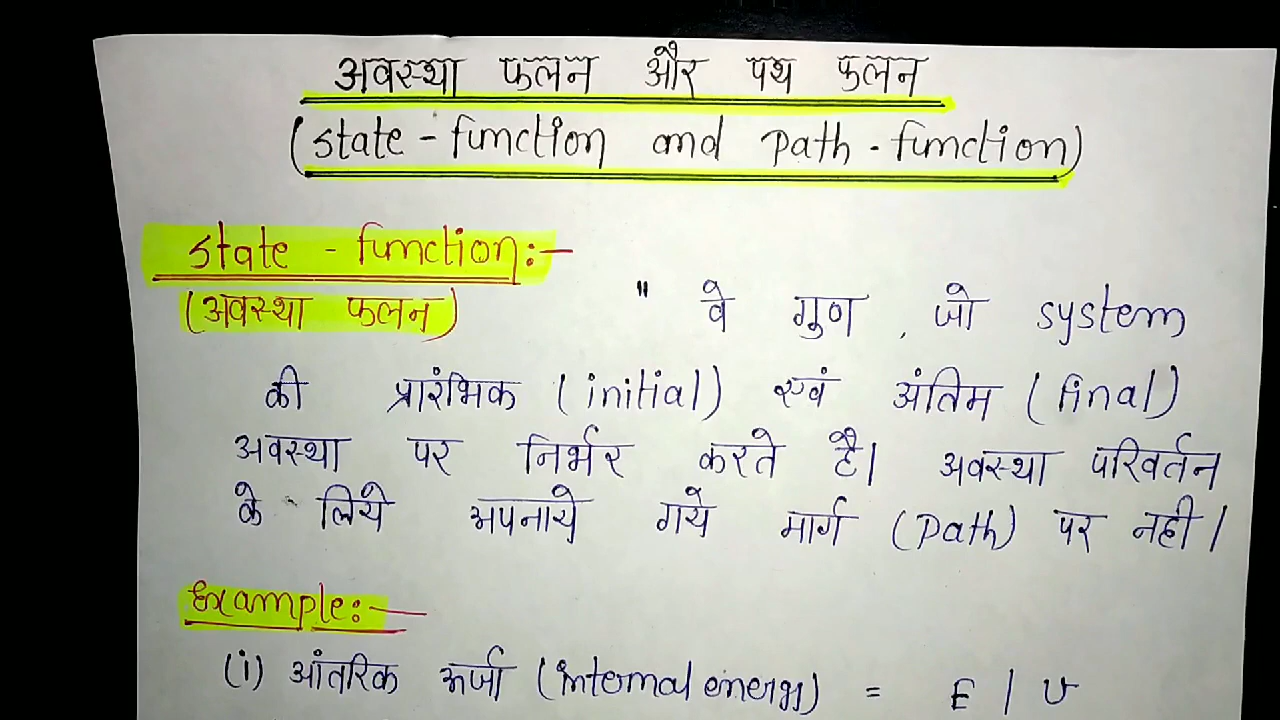 अवस्था फलन और पथ फलन
(state-function and Path-function)
state - function:-
(अवस्था फलन) " वे गुण , जो system
की प्रारंभिक (initial) एवं अंतिम (final)
अवस्था पर निर्भर करते है। अवस्था परिवर्तन
के लिये अपनाये गये मार्ग (Path) पर नही।
Example:-
(i) आंतरिक ऊर्जा (internal energy) = E / U